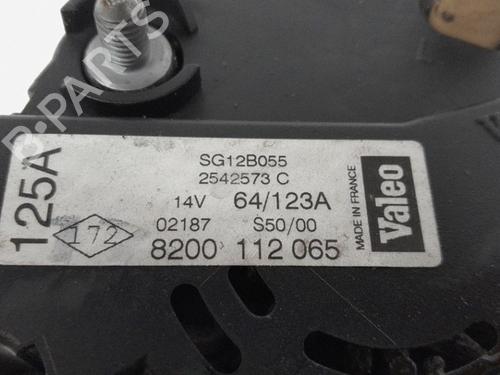 125A
172
SG12B055
2542573 C
14V 64/123A
02187 S50/00
8200 112 065
Valeo
MADE IN FRANCE
B-PARTS